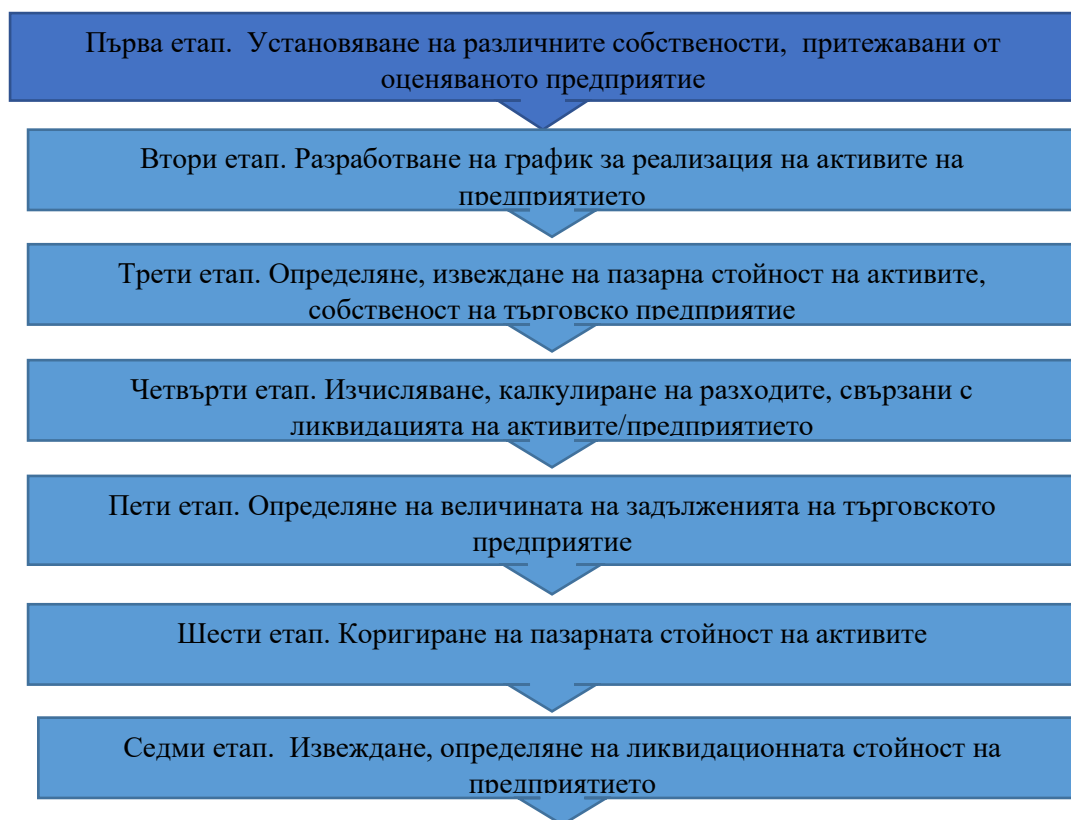 Първа етап.  Установяване на различните собствености,  притежавани от
оценяваното предприятие
Втори етап. Разработване на график за реализация на активите на
предприятието
Трети етап. Определяне, извеждане на пазарна стойност на активите,
собственост на търговско предприятие
Четвърти етап. Изчисляване, калкулиране на разходите, свързани с
ликвидацията на активите/предприятието
Пети етап. Определяне на величината на задълженията на търговското
предприятие
Шести етап. Коригиране на пазарната стойност на активите
Седми етап.  Извеждане, определяне на ликвидационната стойност на
предприятието